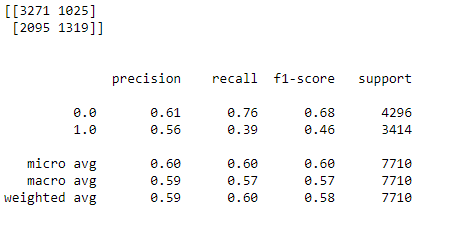 [[3271 1025]
[2095 1319]]
precision recall f1-score support
0.0 0.61 0.76 0.68 4296
1.0 0.56 0.39 0.46 3414
micro avg 0.60 0.60 0.60 7710
macro avg 0.59 0.57 0.57 7710
weighted avg 0.59 0.60 0.58 7710